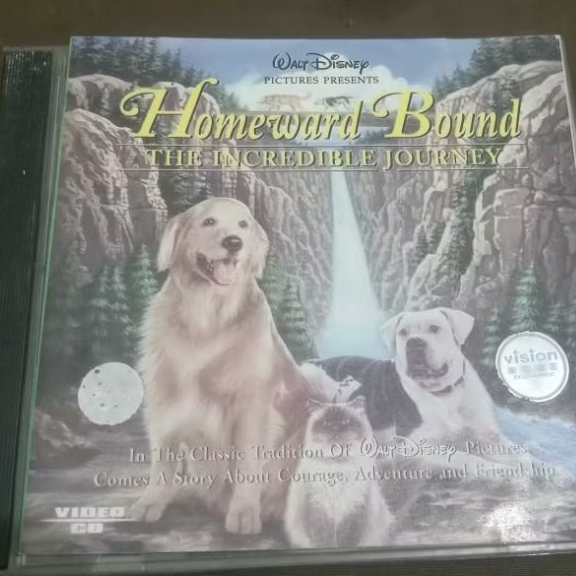 WALT DISNEY
PICTURES PRESENTS
Homeward Bound
THE INCREDIBLE JOURNEY
vision
In The Classic Tradition OF WALT DISNEY Pictures
Comes A Story About Courage, Adventure and Friendship
VIDEO
CD